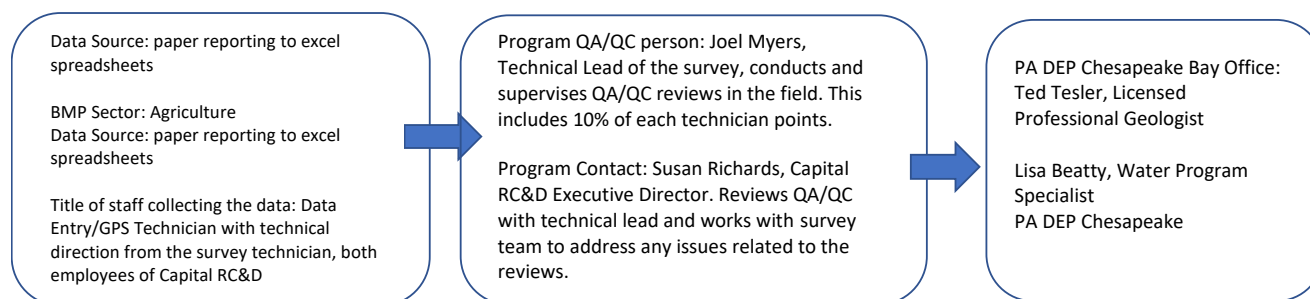 Data Source: paper reporting to excel
spreadsheets
BMP Sector: Agriculture
Data Source: paper reporting to excel
spreadsheets
Title of staff collecting the data: Data
Entry/GPS Technician with technical
direction from the survey technician, both
employees of Capital RC&D
Program QA/QC person: Joel Myers,
Technical Lead of the survey, conducts and
supervises QA/QC reviews in the field. This
includes 10% of each technician points.
Program Contact: Susan Richards, Capital
RC&D Executive Director. Reviews QA/QC
with technical lead and works with survey
team to address any issues related to the
reviews.
PA DEP Chesapeake Bay Office:
Ted Tesler, Licensed
Professional Geologist
Lisa Beatty, Water Program
Specialist
PA DEP Chesapeake